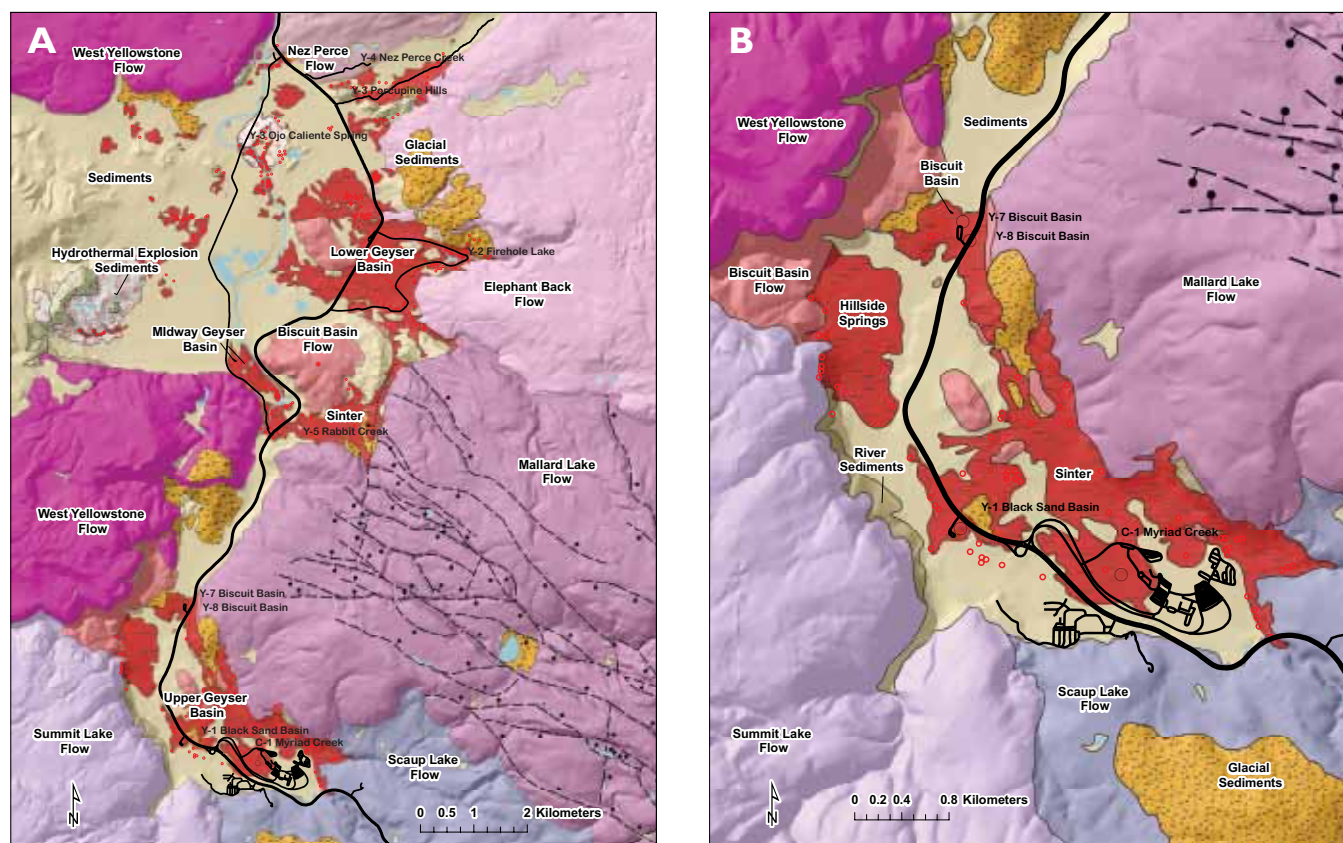 A
West Yellowstone
Flow
Nez Perce
Flow
Y-4 Nez Perce Creek
Y-3 Porcupine Hills
Y-3 Ojo Caliente Spring
Glacial
Sediments
Sediments
Hydrothermal Explosion
Sediments
Lower Geyser
Basin
Y-2 Firehole Lake
Elephant Back
Flow
MIdway Geyser
Basin
Biscuit Basin
Flow
Sinter
Y-5 Rabbit Creek
Mallard Lake
Flow
West Yellowstone
Flow
Y-7 Biscuit Basin
Y-8 Biscuit Basin
Upper Geyser
Basin
Y-1 Black Sand Basin
C-1 Myriad Creek
Summit Lake
Flow
Scaup Lake
Flow
N
0 0.5 1 2 Kilometers
B
West Yellowstone
Flow
Sediments
Biscuit
Basin
Y-7 Biscuit Basin
Y-8 Biscuit Basin
Biscuit Basin
Flow
Hillside
Springs
Mallard Lake
Flow
River
Sediments
Sinter
Y-1 Black Sand Basin
C-1 Myriad Creek
Scaup Lake
Flow
Summit Lake
Flow
Glacial
Sediments
N
0 0.2 0.4 0.8 Kilometers